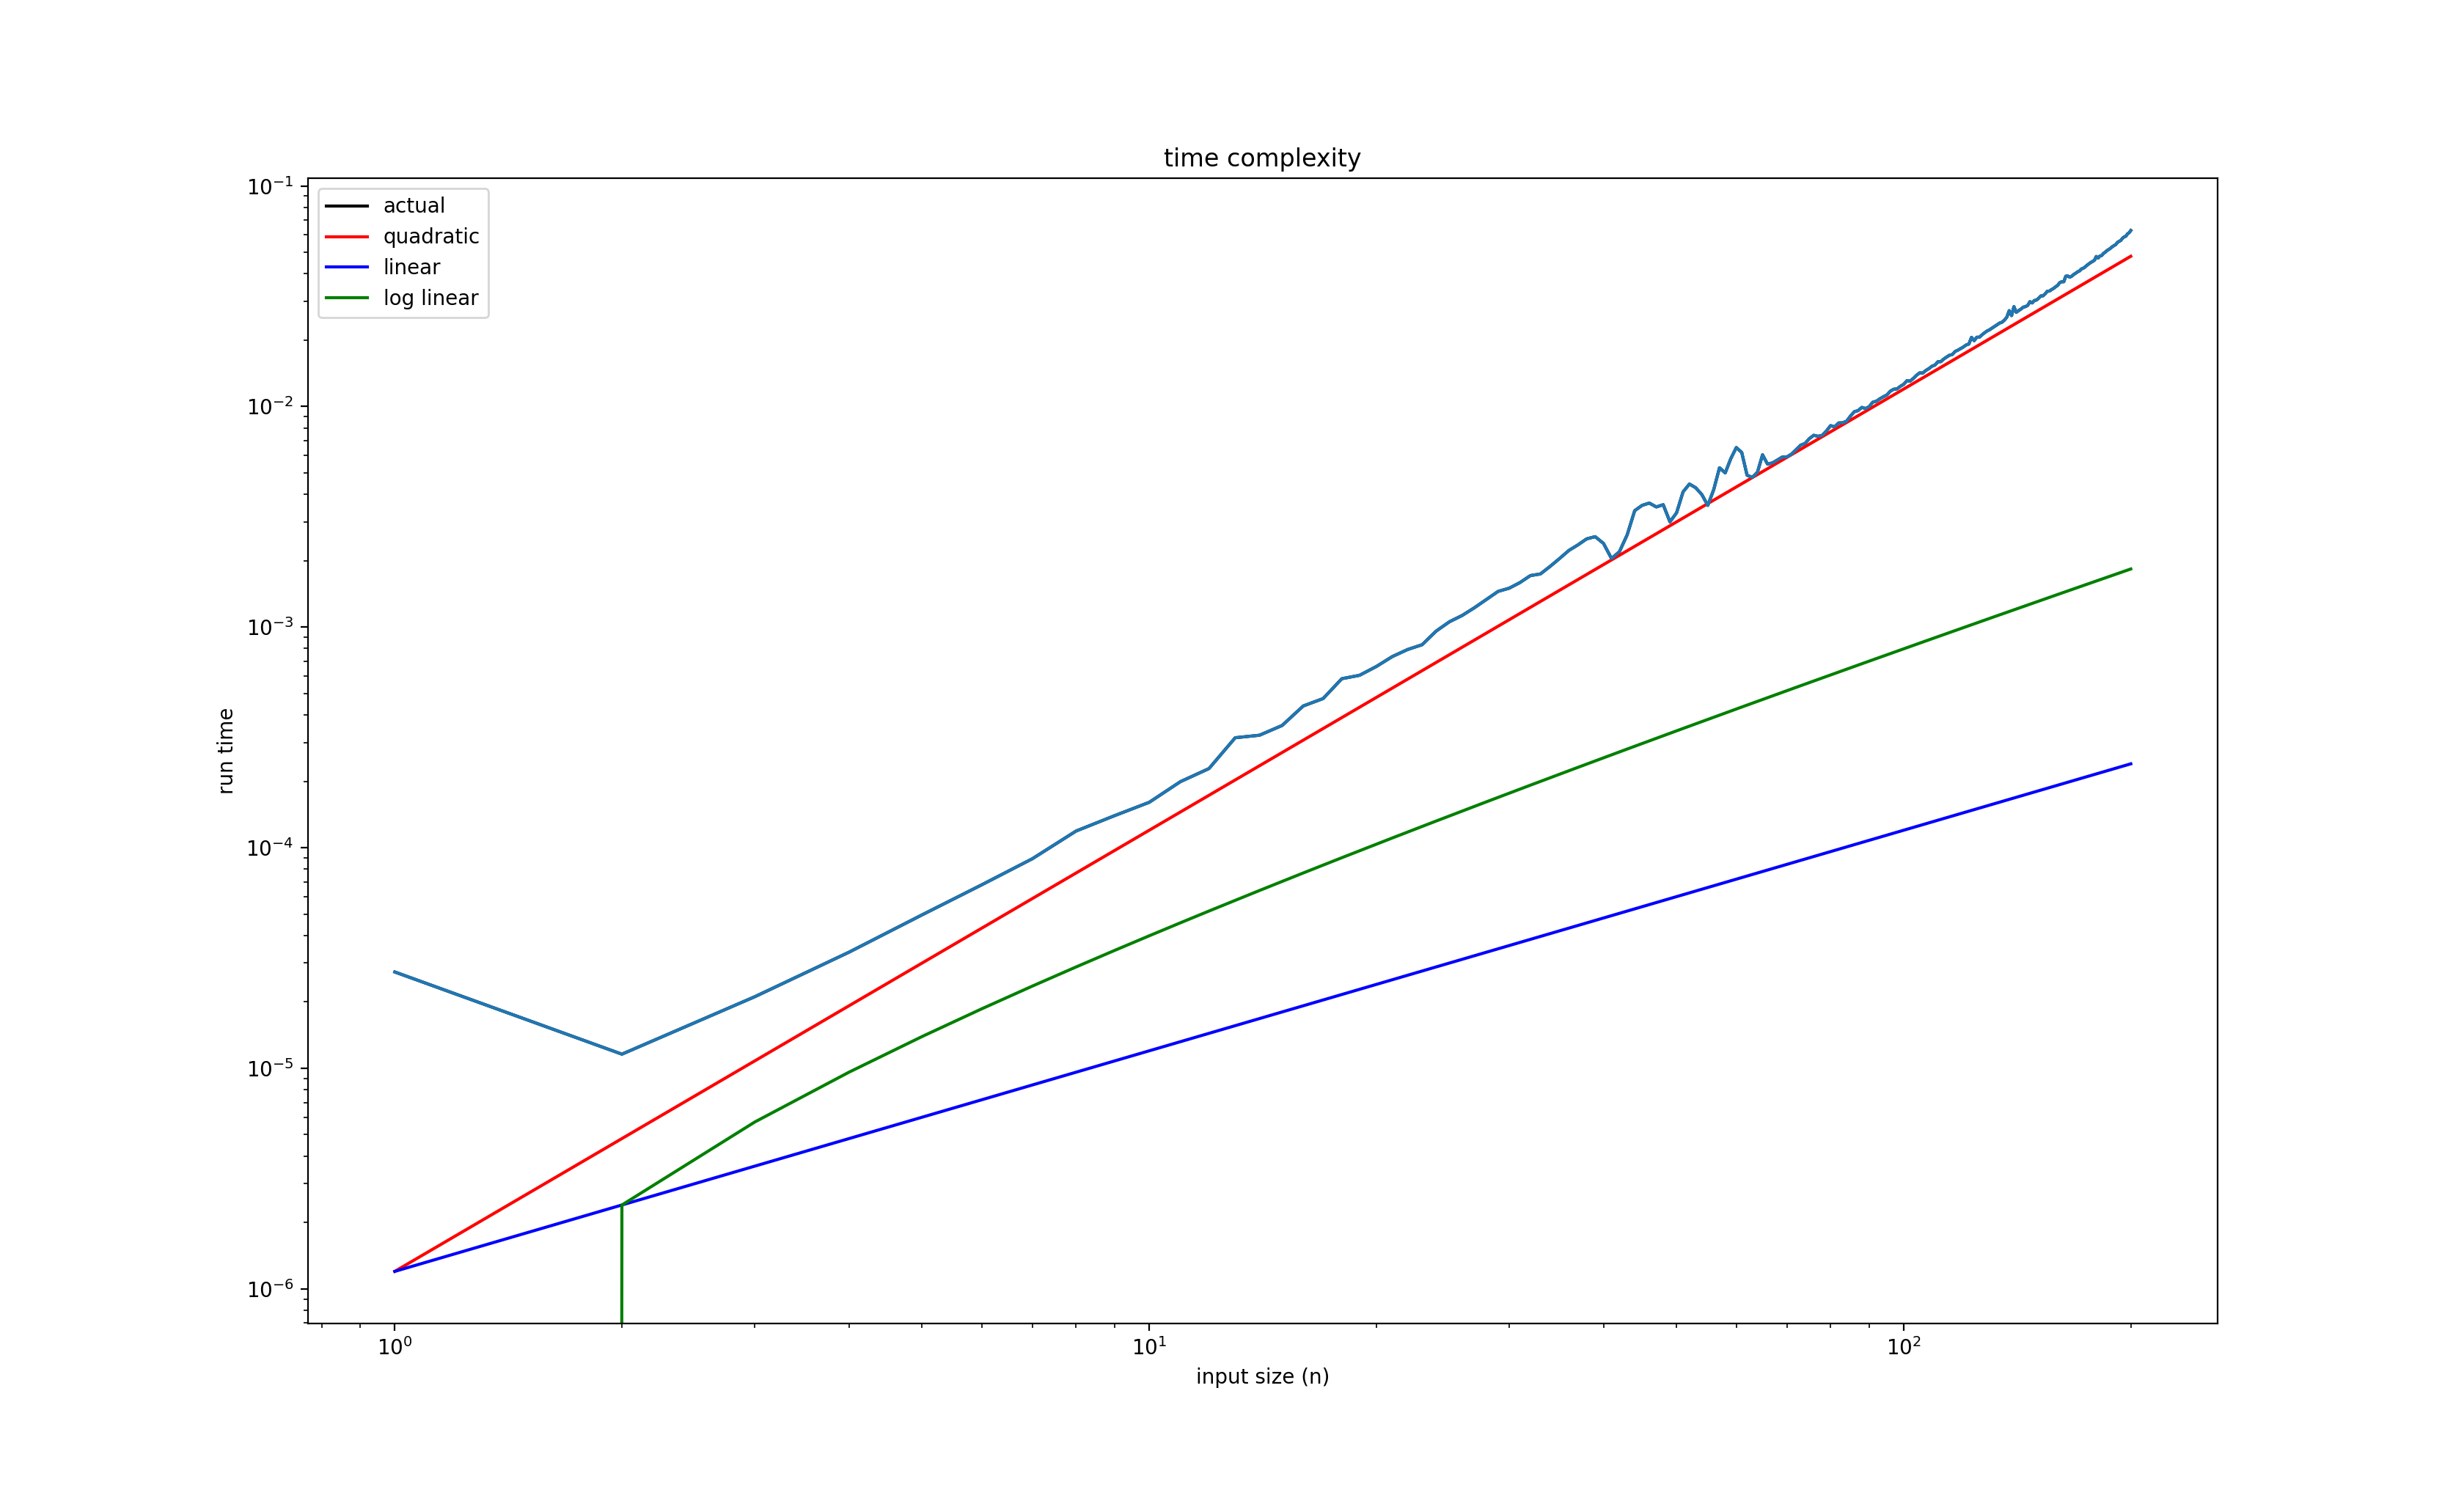 time complexity
actual
quadratic
linear
log linear
10⁻¹
10⁻²
10⁻³
10⁻⁴
10⁻⁵
10⁻⁶
run time
10⁰ 10¹ 10²
input size (n)